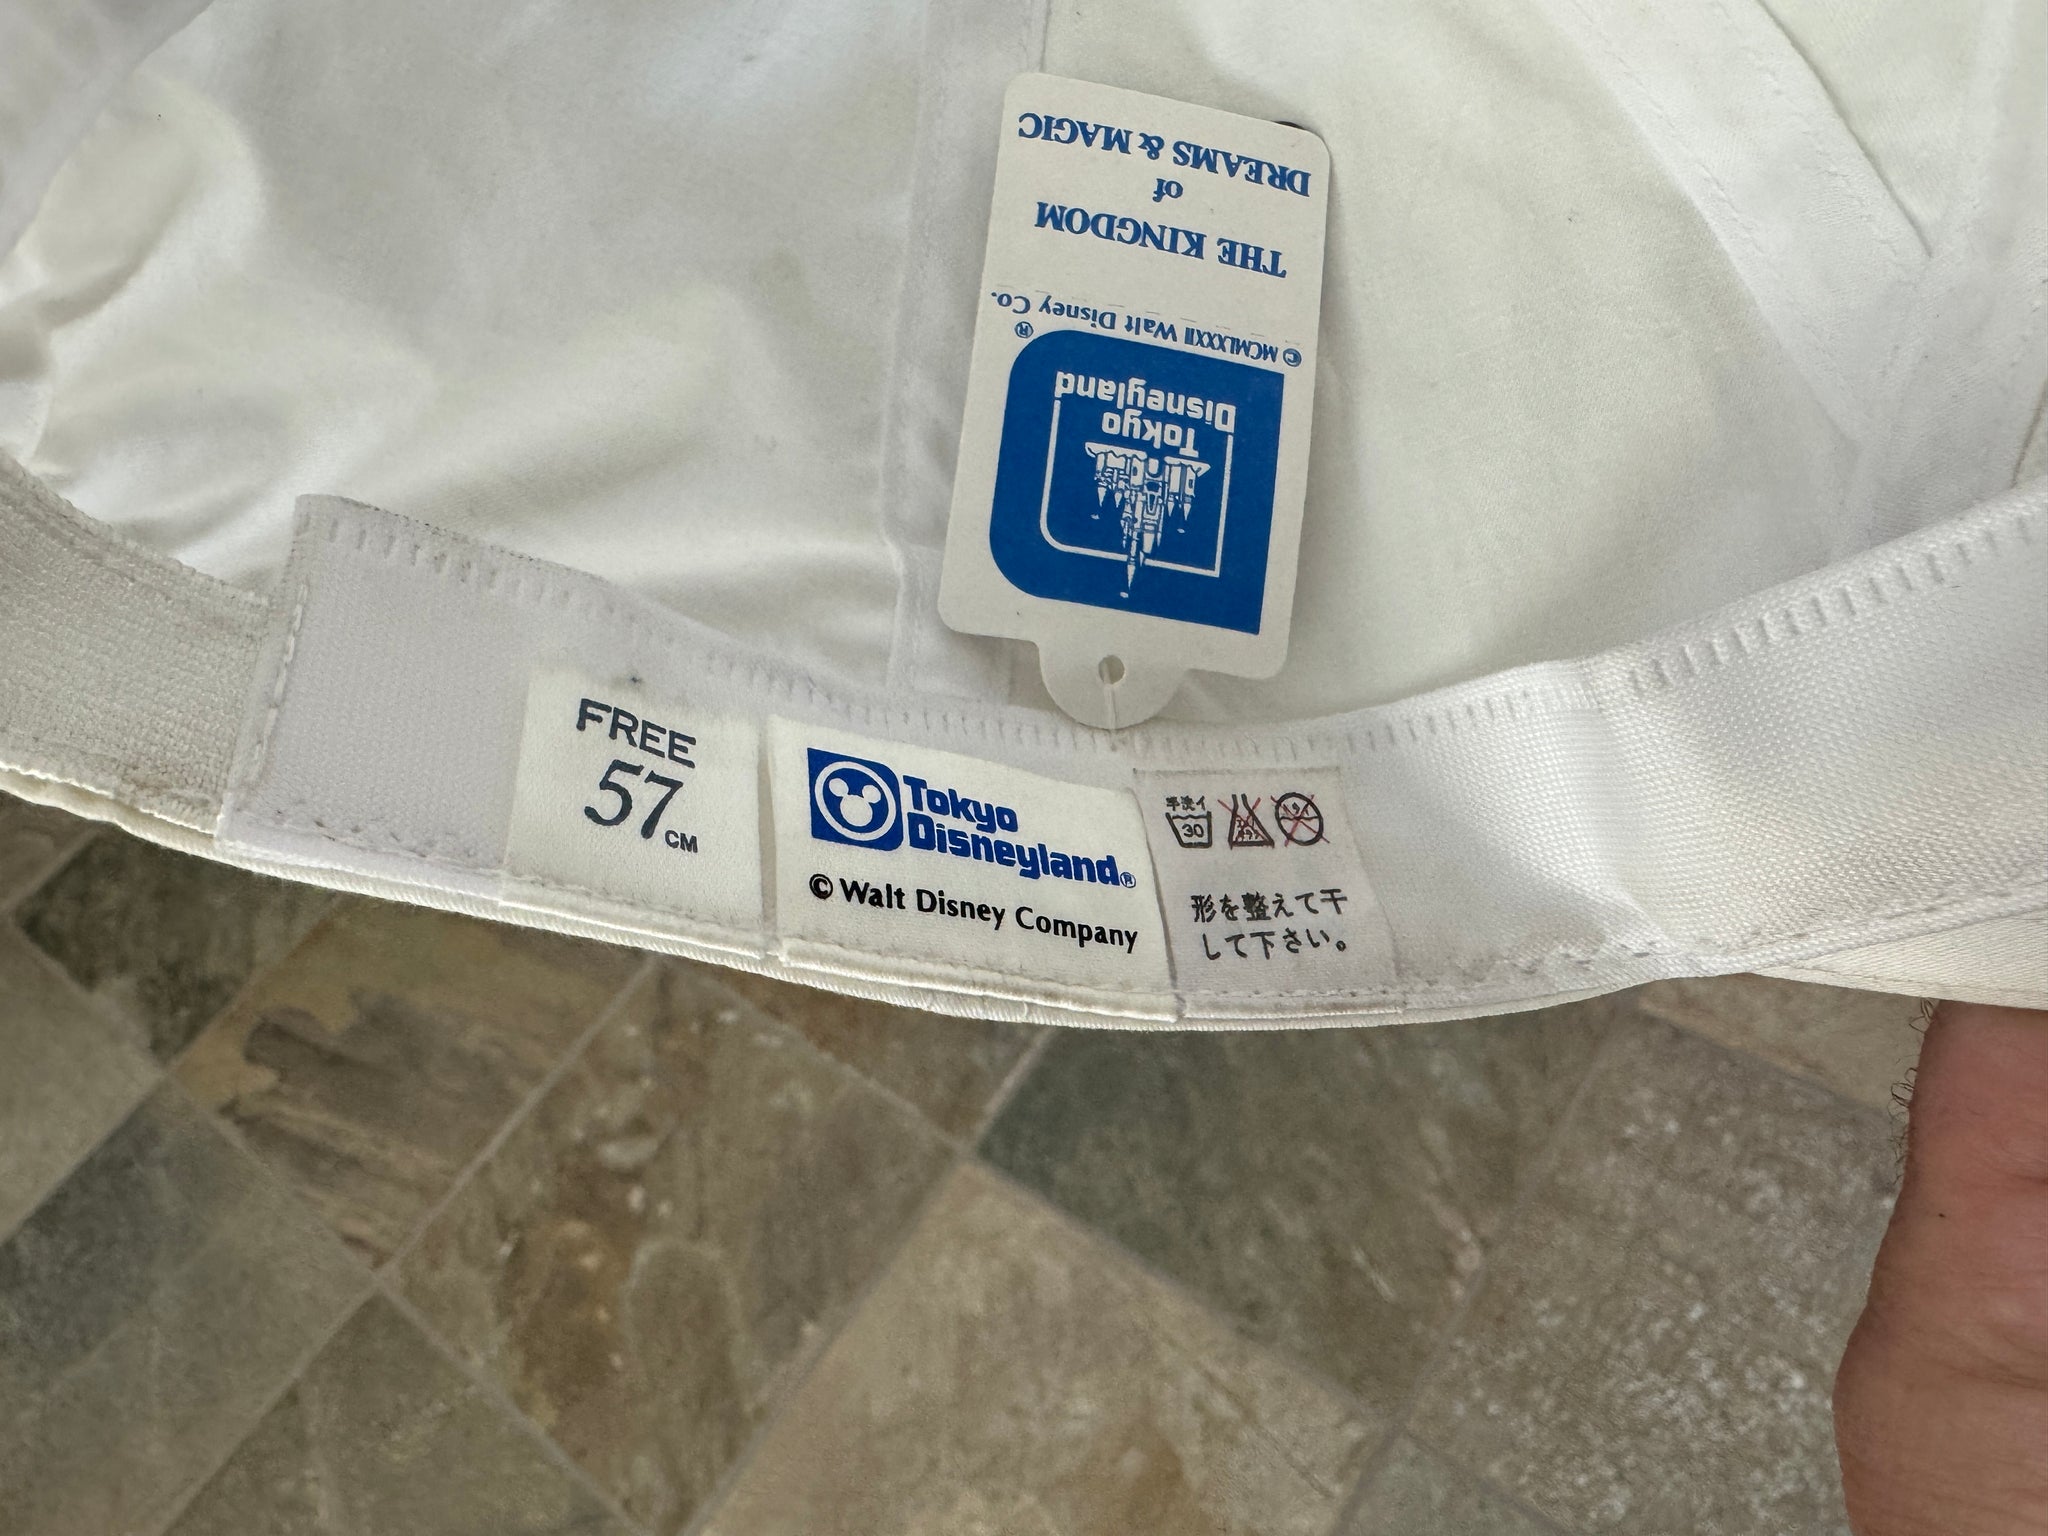 THE KINGDOM
of
DREAMS & MAGIC
© MCMLXXXII Walt Disney Co.
®
Tokyo
Disneyland
FREE
57 CM
Tokyo
Disneyland®
© Walt Disney Company
手洗イ
30
形を整えて干
して下さい。